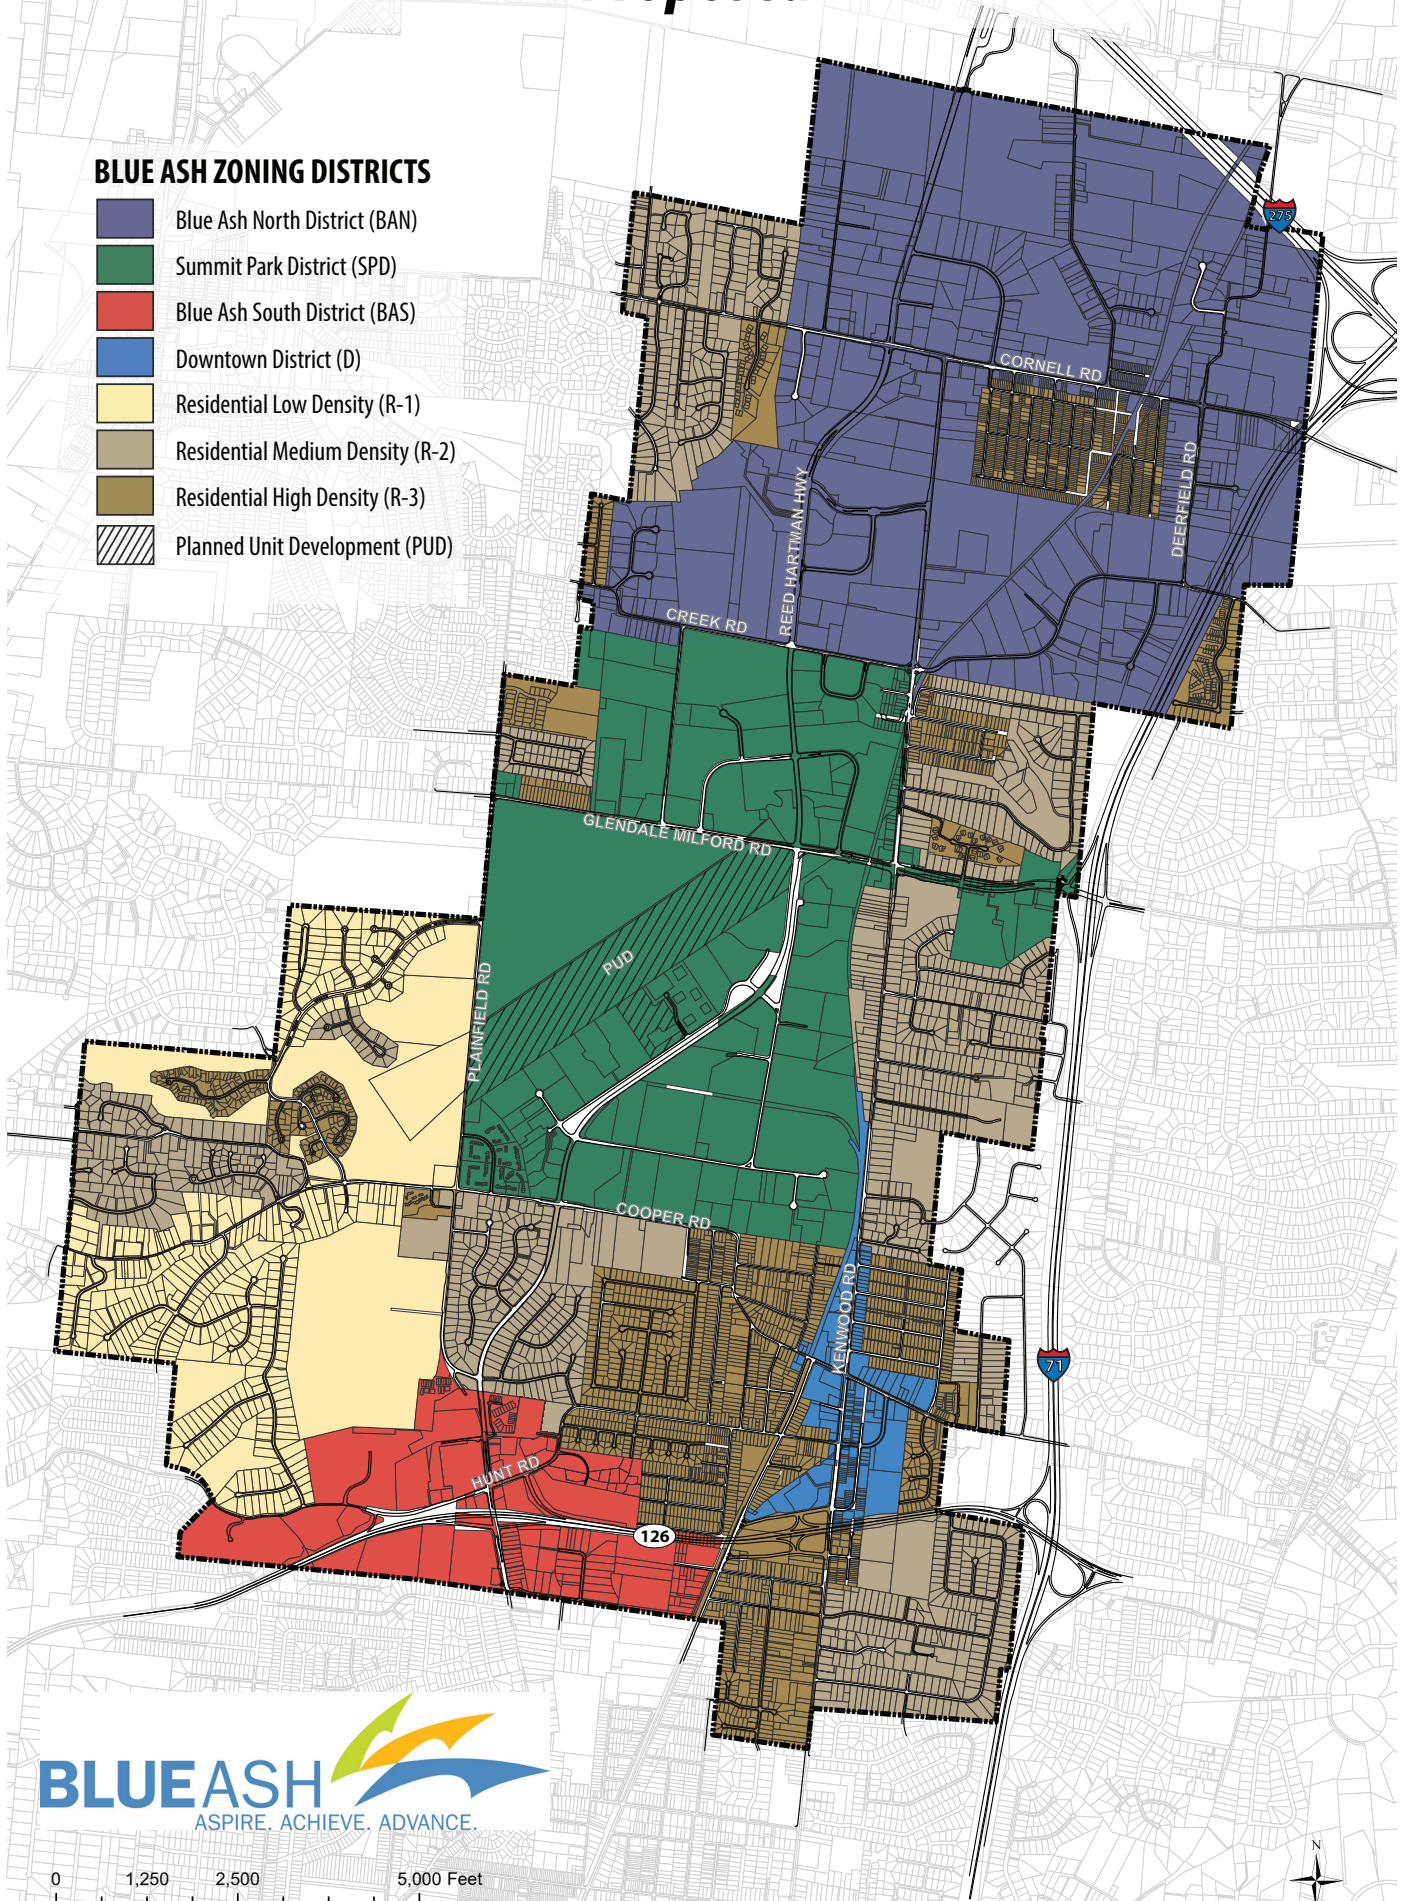 Proposed
BLUE ASH ZONING DISTRICTS
Blue Ash North District (BAN)
Summit Park District (SPD)
Blue Ash South District (BAS)
Downtown District (D)
Residential Low Density (R-1)
Residential Medium Density (R-2)
Residential High Density (R-3)
Planned Unit Development (PUD)
275
CORNELL RD
REED HARTMAN HWY
DEERFIELD RD
CREEK RD
GLENDALE MILFORD RD
PUD
PLAINFIELD RD
COOPER RD
KENWOOD RD
71
HUNT RD
126
BLUEASH
ASPIRE. ACHIEVE. ADVANCE.
0 1,250 2,500 5,000 Feet
N